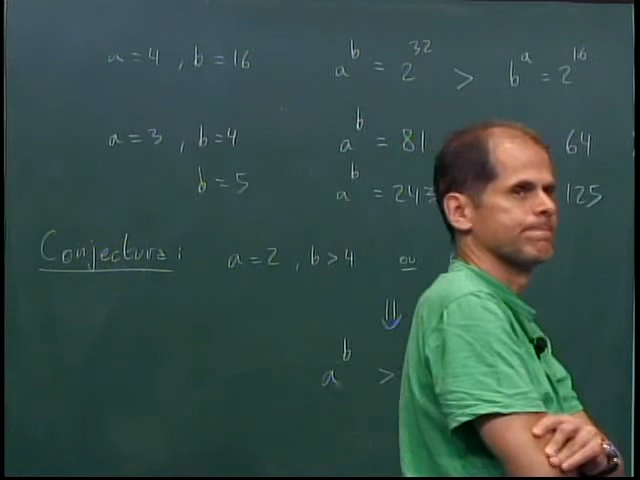 a = 4 , b = 16 a^b = 2^32 > b^a = 2^16
a = 3 , b = 4 a^b = 81 64
b = 5 a^b = 243 125
Conjectura: a = 2 , b > 4 ou
⇓
a^b >